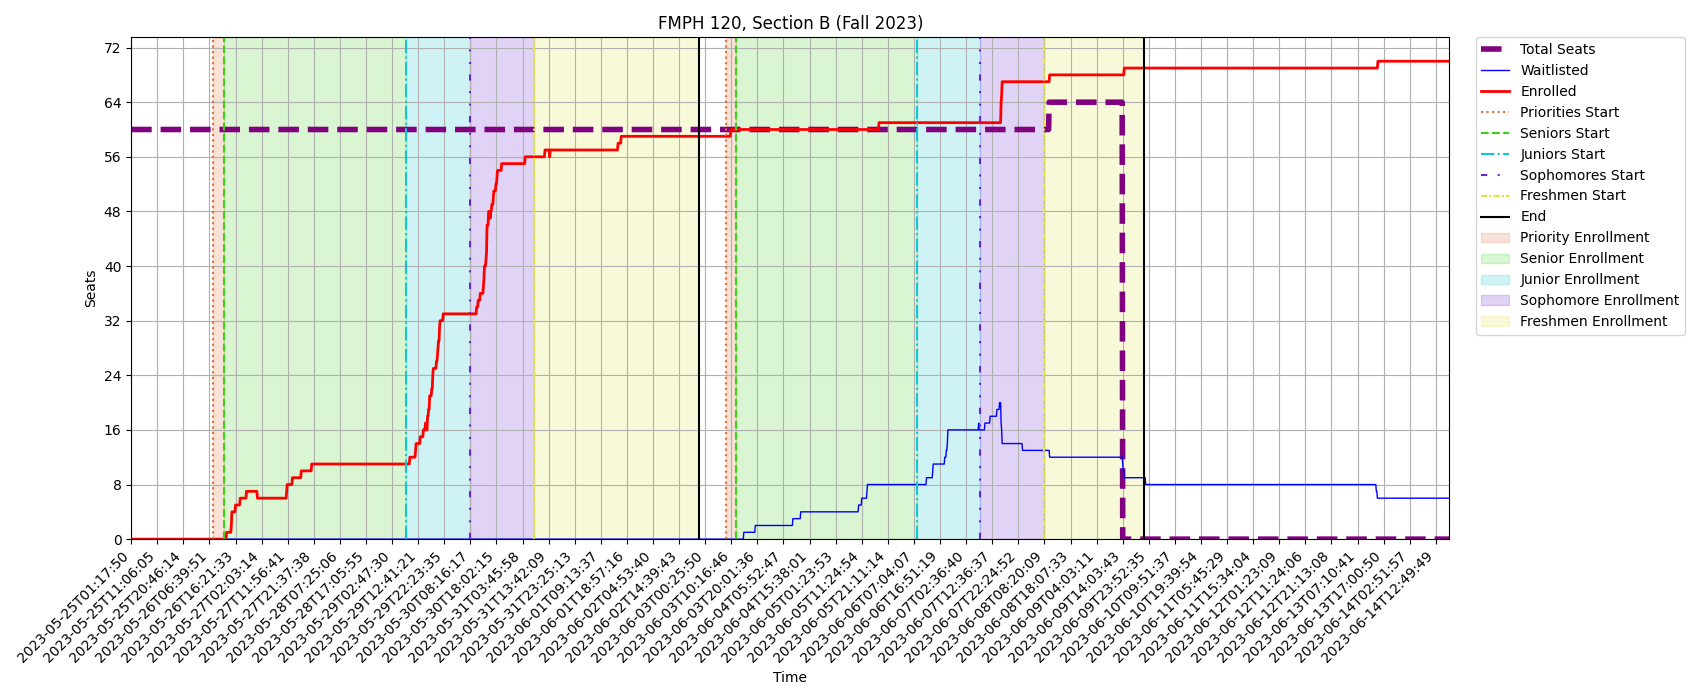 FMPH 120, Section B (Fall 2023)
72
64
56
48
40
32
24
16
8
0
Seats
2023-05-25T01:17:50
2023-05-25T11:06:05
2023-05-25T20:46:14
2023-05-26T06:39:51
2023-05-26T16:21:33
2023-05-27T02:03:14
2023-05-27T11:56:41
2023-05-27T21:37:38
2023-05-28T07:25:06
2023-05-28T17:05:55
2023-05-29T02:47:30
2023-05-29T12:41:21
2023-05-29T22:23:35
2023-05-30T08:16:17
2023-05-30T18:02:15
2023-05-31T03:45:58
2023-05-31T13:42:09
2023-05-31T23:25:13
2023-06-01T09:13:37
2023-06-01T18:57:16
2023-06-02T04:53:40
2023-06-02T14:39:43
2023-06-03T00:25:50
2023-06-03T10:16:46
2023-06-03T20:01:36
2023-06-04T05:52:47
2023-06-04T15:38:01
2023-06-05T01:23:53
2023-06-05T11:24:54
2023-06-05T21:11:14
2023-06-06T07:04:07
2023-06-06T16:51:19
2023-06-07T02:36:40
2023-06-07T12:36:37
2023-06-07T22:24:52
2023-06-08T08:20:09
2023-06-08T18:07:33
2023-06-09T04:03:11
2023-06-09T14:03:43
2023-06-09T23:52:35
2023-06-10T09:51:37
2023-06-10T19:39:54
2023-06-11T05:45:29
2023-06-11T15:34:04
2023-06-12T01:23:09
2023-06-12T11:24:06
2023-06-12T21:13:08
2023-06-13T07:10:41
2023-06-13T17:00:50
2023-06-14T02:51:57
2023-06-14T12:49:49
Time
Total Seats
Waitlisted
Enrolled
Priorities Start
Seniors Start
Juniors Start
Sophomores Start
Freshmen Start
End
Priority Enrollment
Senior Enrollment
Junior Enrollment
Sophomore Enrollment
Freshmen Enrollment